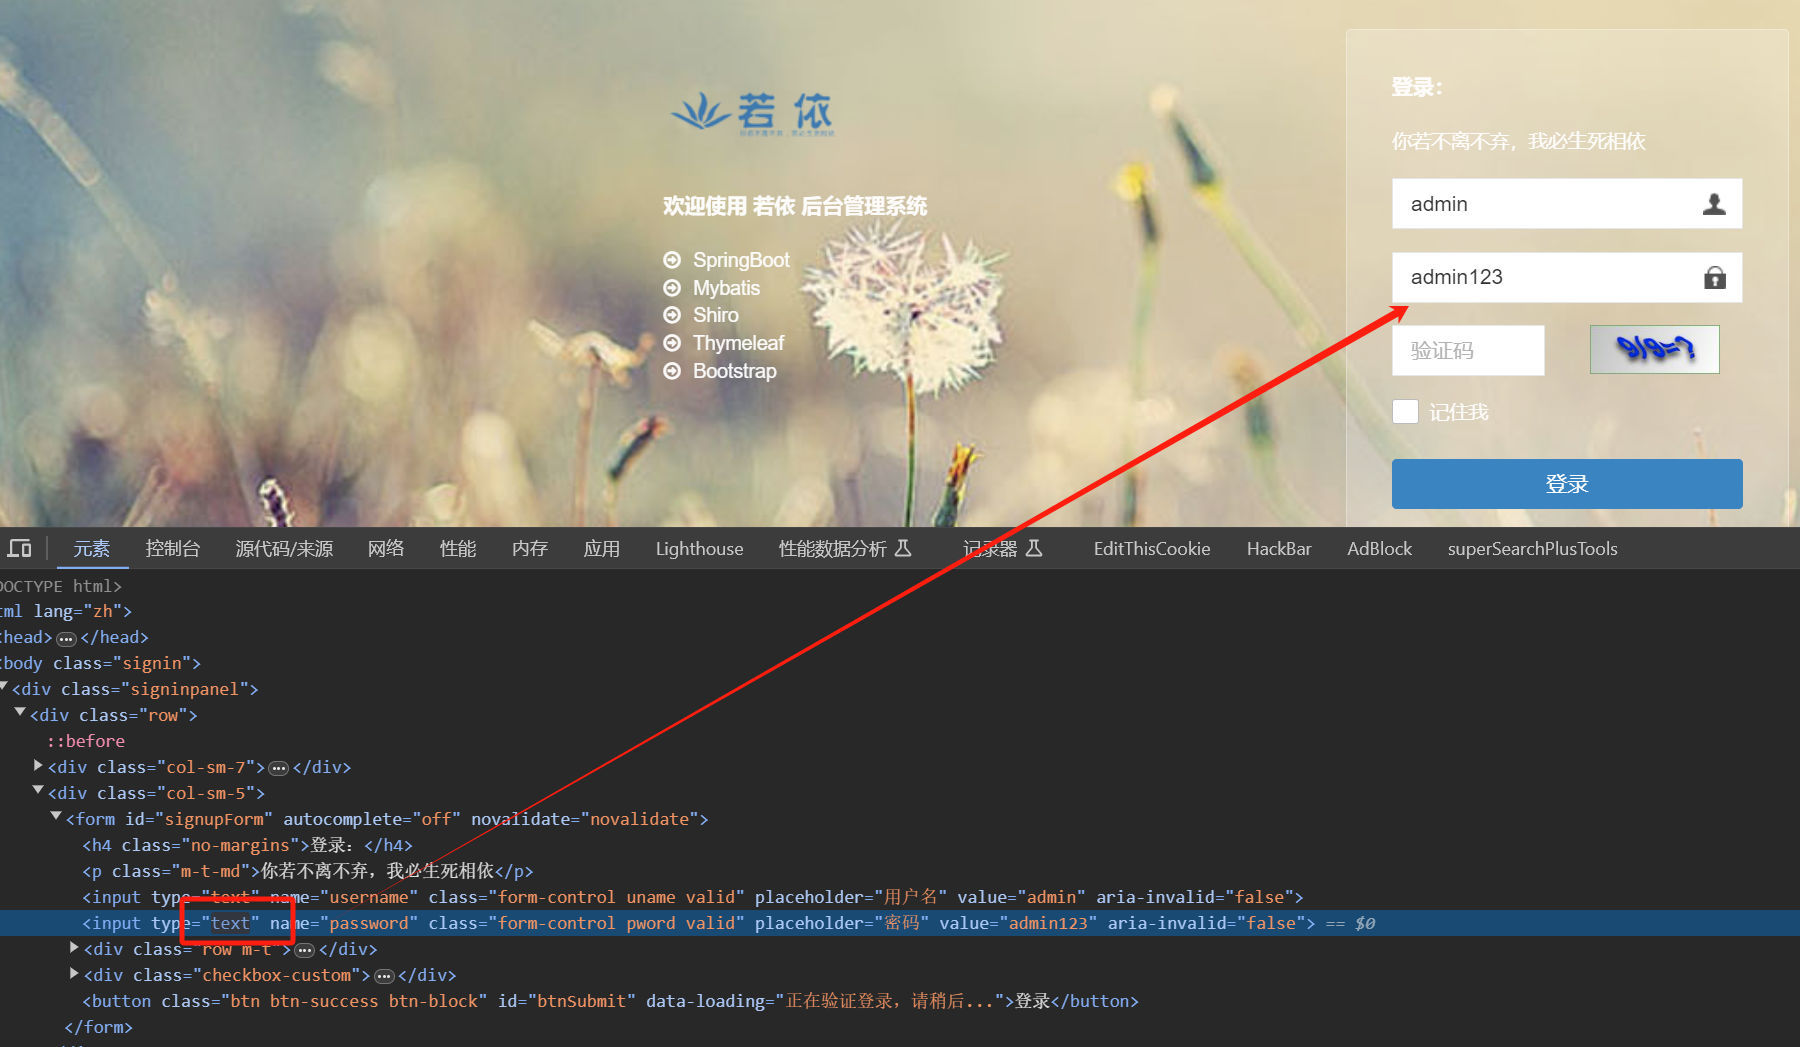 若依
欢迎使用 若依 后台管理系统
SpringBoot
Mybatis
Shiro
Thymeleaf
Bootstrap
登录：
你若不离不弃，我必生死相依
admin
admin123
验证码
9/9=?
记住我
登录
元素 控制台 源代码/来源 网络 性能 内存 应用 Lighthouse 性能数据分析 记录器 EditThisCookie HackBar AdBlock superSearchPlusTools
DOCTYPE html>
tml lang="zh">
<head>…</head>
body class="signin">
<div class="signinpanel">
<div class="row">
::before
<div class="col-sm-7">…</div>
<div class="col-sm-5">
<form id="signupForm" autocomplete="off" novalidate="novalidate">
<h4 class="no-margins">登录：</h4>
<p class="m-t-md">你若不离不弃，我必生死相依</p>
<input type="text" name="username" class="form-control uname valid" placeholder="用户名" value="admin" aria-invalid="false">
<input type="text" name="password" class="form-control pword valid" placeholder="密码" value="admin123" aria-invalid="false"> == $0
<div class="row m-t">…</div>
<div class="checkbox-custom">…</div>
<button class="btn btn-success btn-block" id="btnSubmit" data-loading="正在验证登录，请稍后...">登录</button>
</form>